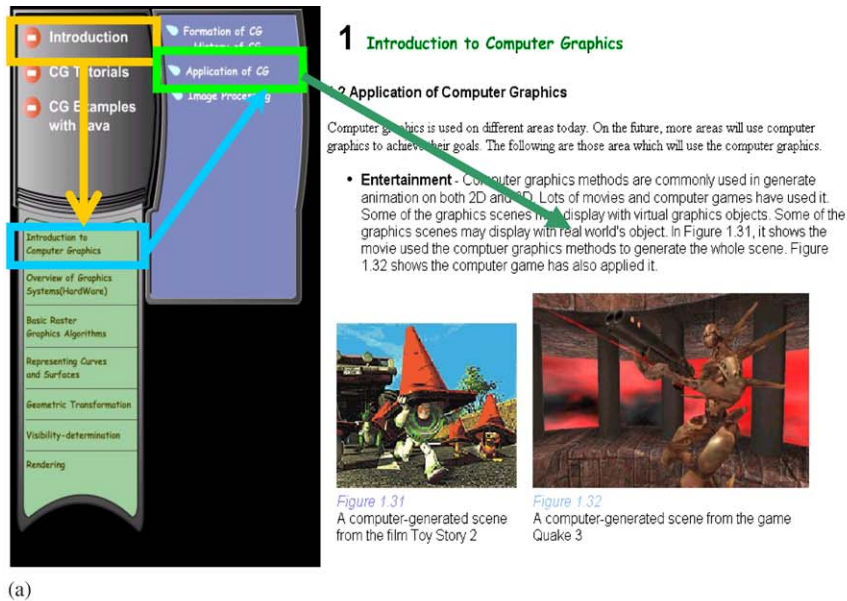 Introduction
CG Tutorials
CG Examples
with Java
Formation of CG
History of CG
Application of CG
Image Processing
Introduction to
Computer Graphics
Overview of Graphics
Systems(HardWare)
Basic Raster
Graphics Algorithms
Representing Curves
and Surfaces
Geometric Transformation
Visibility-determination
Rendering
1 Introduction to Computer Graphics
1.2 Application of Computer Graphics
Computer graphics is used on different areas today. On the future, more areas will use computer
graphics to achieve their goals. The following are those area which will use the computer graphics.
• Entertainment - Computer graphics methods are commonly used in generate
animation on both 2D and 3D. Lots of movies and computer games have used it.
Some of the graphics scenes may display with virtual graphics objects. Some of the
graphics scenes may display with real world's object. In Figure 1.31, it shows the
movie used the comptuer graphics methods to generate the whole scene. Figure
1.32 shows the computer game has also applied it.
Figure 1.31
A computer-generated scene
from the film Toy Story 2
Figure 1.32
A computer-generated scene from the game
Quake 3
(a)